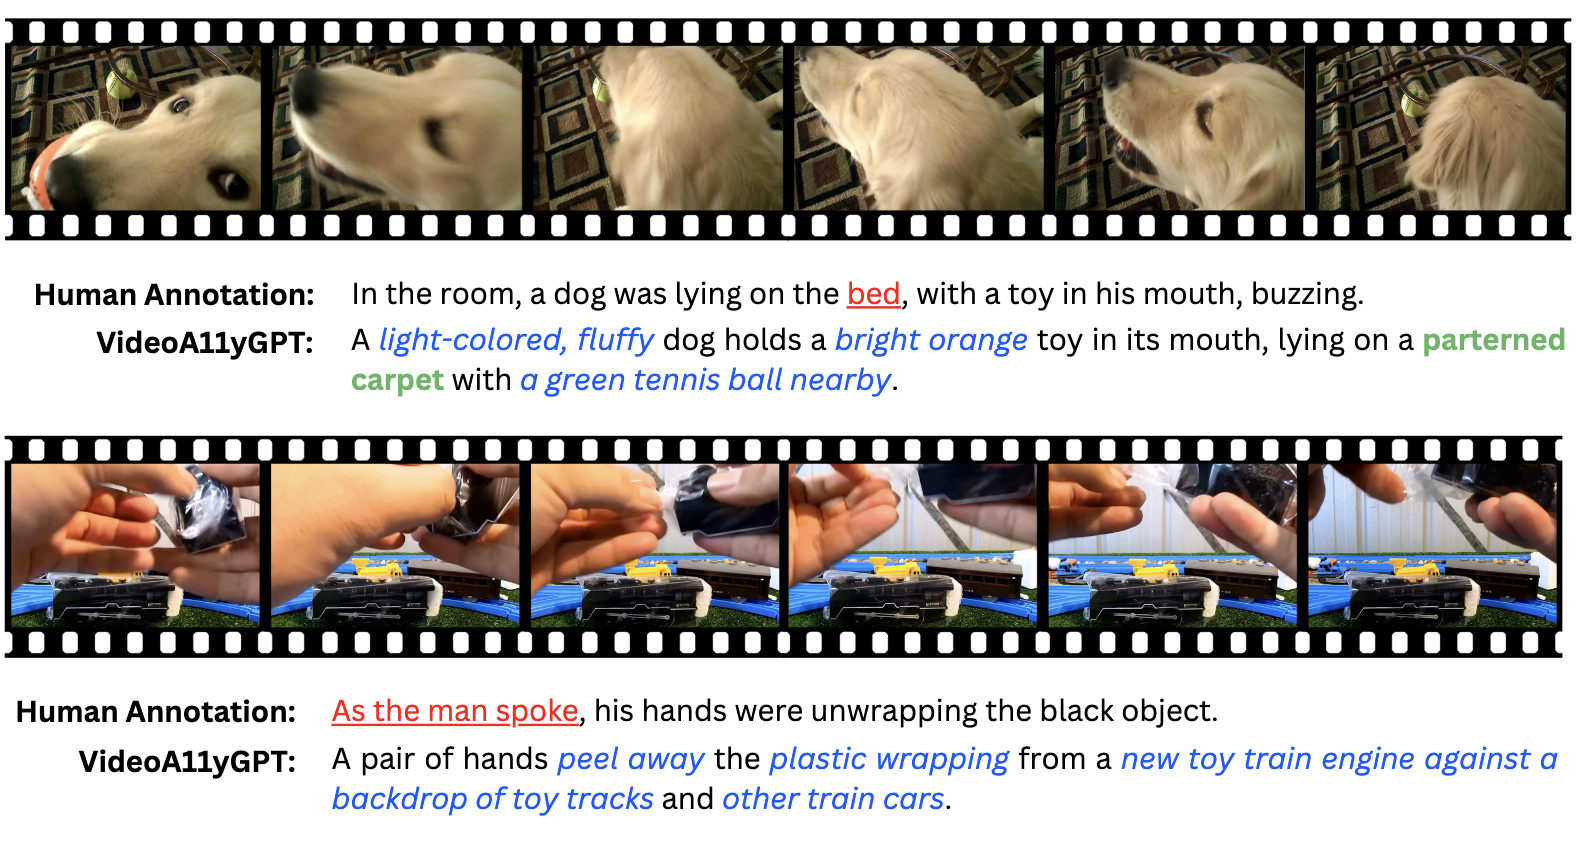 Human Annotation: In the room, a dog was lying on the bed, with a toy in his mouth, buzzing.
VideoA11yGPT: A light-colored, fluffy dog holds a bright orange toy in its mouth, lying on a parterned
carpet with a green tennis ball nearby.
Human Annotation: As the man spoke, his hands were unwrapping the black object.
VideoA11yGPT: A pair of hands peel away the plastic wrapping from a new toy train engine against a
backdrop of toy tracks and other train cars.